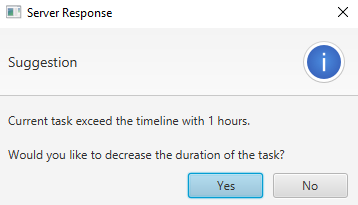 Server Response
Suggestion
Current task exceed the timeline with 1 hours.
Would you like to decrease the duration of the task?
Yes
No